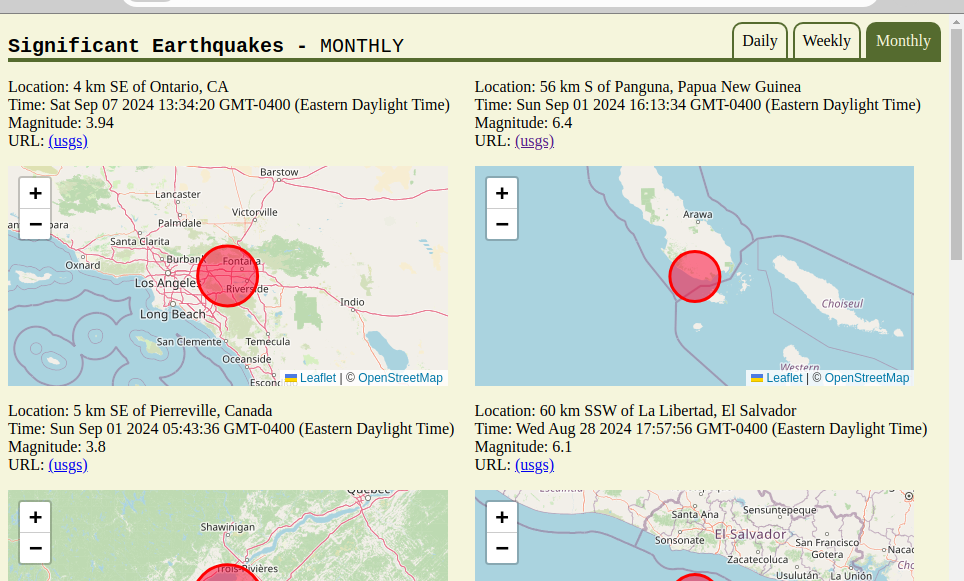 Significant Earthquakes - MONTHLY
Daily
Weekly
Monthly
Location: 4 km SE of Ontario, CA
Time: Sat Sep 07 2024 13:34:20 GMT-0400 (Eastern Daylight Time)
Magnitude: 3.94
URL: (usgs)
+
−
Barstow
Lancaster
Victorville
Palmdale
Santa Clarita
Oxnard
Burban
Fontana
Los Angeles
Riverside
Long Beach
Indio
San Clemente
Temecula
Oceanside
Escond
Leaflet | © OpenStreetMap
Location: 56 km S of Panguna, Papua New Guinea
Time: Sun Sep 01 2024 16:13:34 GMT-0400 (Eastern Daylight Time)
Magnitude: 6.4
URL: (usgs)
+
−
Arawa
Choiseul
Western
Leaflet | © OpenStreetMap
Location: 5 km SE of Pierreville, Canada
Time: Sun Sep 01 2024 05:43:36 GMT-0400 (Eastern Daylight Time)
Magnitude: 3.8
URL: (usgs)
+
−
Québec
Shawinigan
Trois-Rivières
Location: 60 km SSW of La Libertad, El Salvador
Time: Wed Aug 28 2024 17:57:56 GMT-0400 (Eastern Daylight Time)
Magnitude: 6.1
URL: (usgs)
+
−
Escuintla
Santa Ana
Sensuntepeque
Sonsonate
El Salvador
San Francisco
Gotera
Nacao
Zacatecoluca
Usulután
La Unión